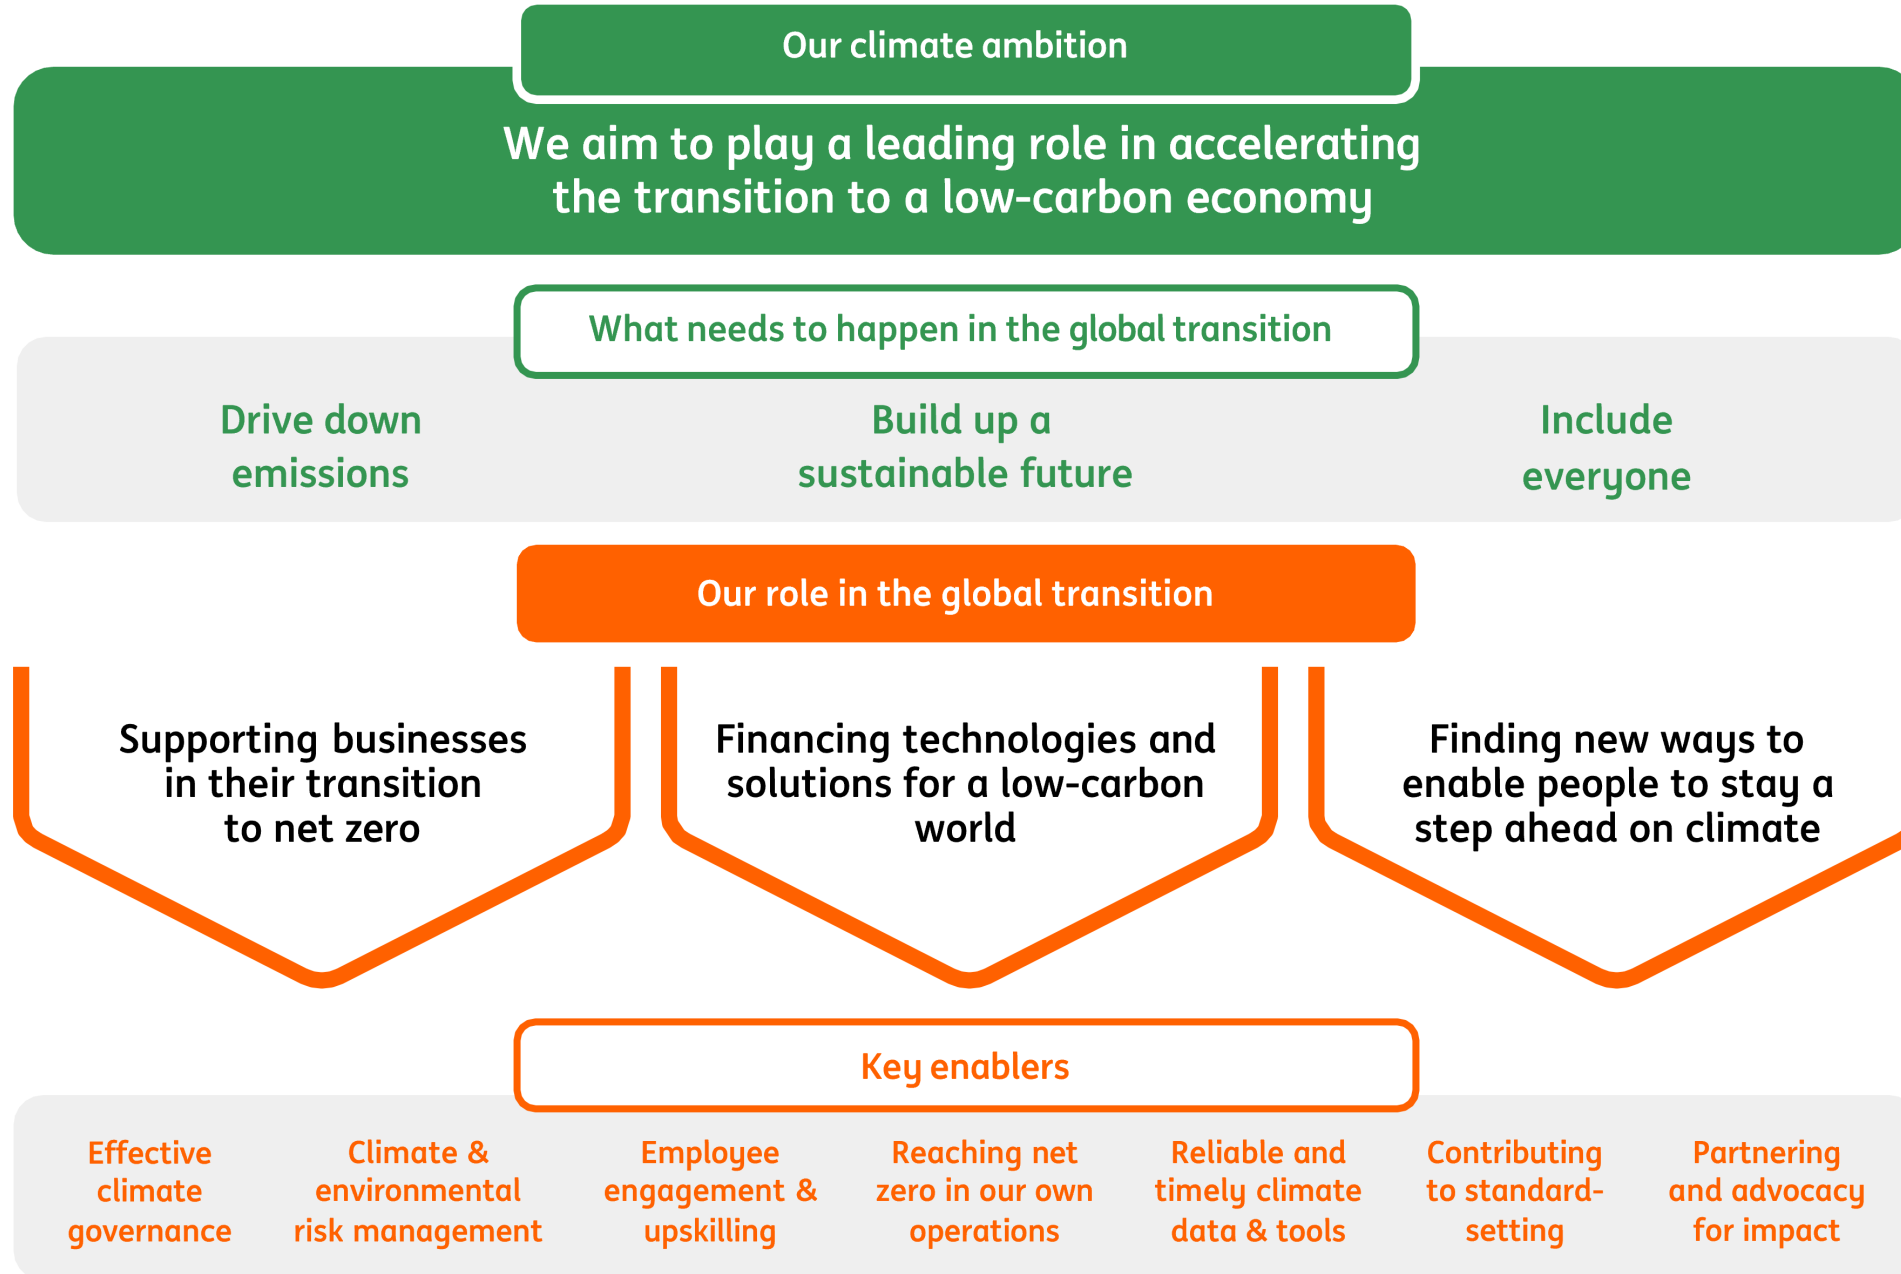 Our climate ambition
We aim to play a leading role in accelerating
the transition to a low-carbon economy
What needs to happen in the global transition
Drive down
emissions
Build up a
sustainable future
Include
everyone
Our role in the global transition
Supporting businesses
in their transition
to net zero
Financing technologies and
solutions for a low-carbon
world
Finding new ways to
enable people to stay a
step ahead on climate
Key enablers
Effective
climate
governance
Climate &
environmental
risk management
Employee
engagement &
upskilling
Reaching net
zero in our own
operations
Reliable and
timely climate
data & tools
Contributing
to standard-
setting
Partnering
and advocacy
for impact